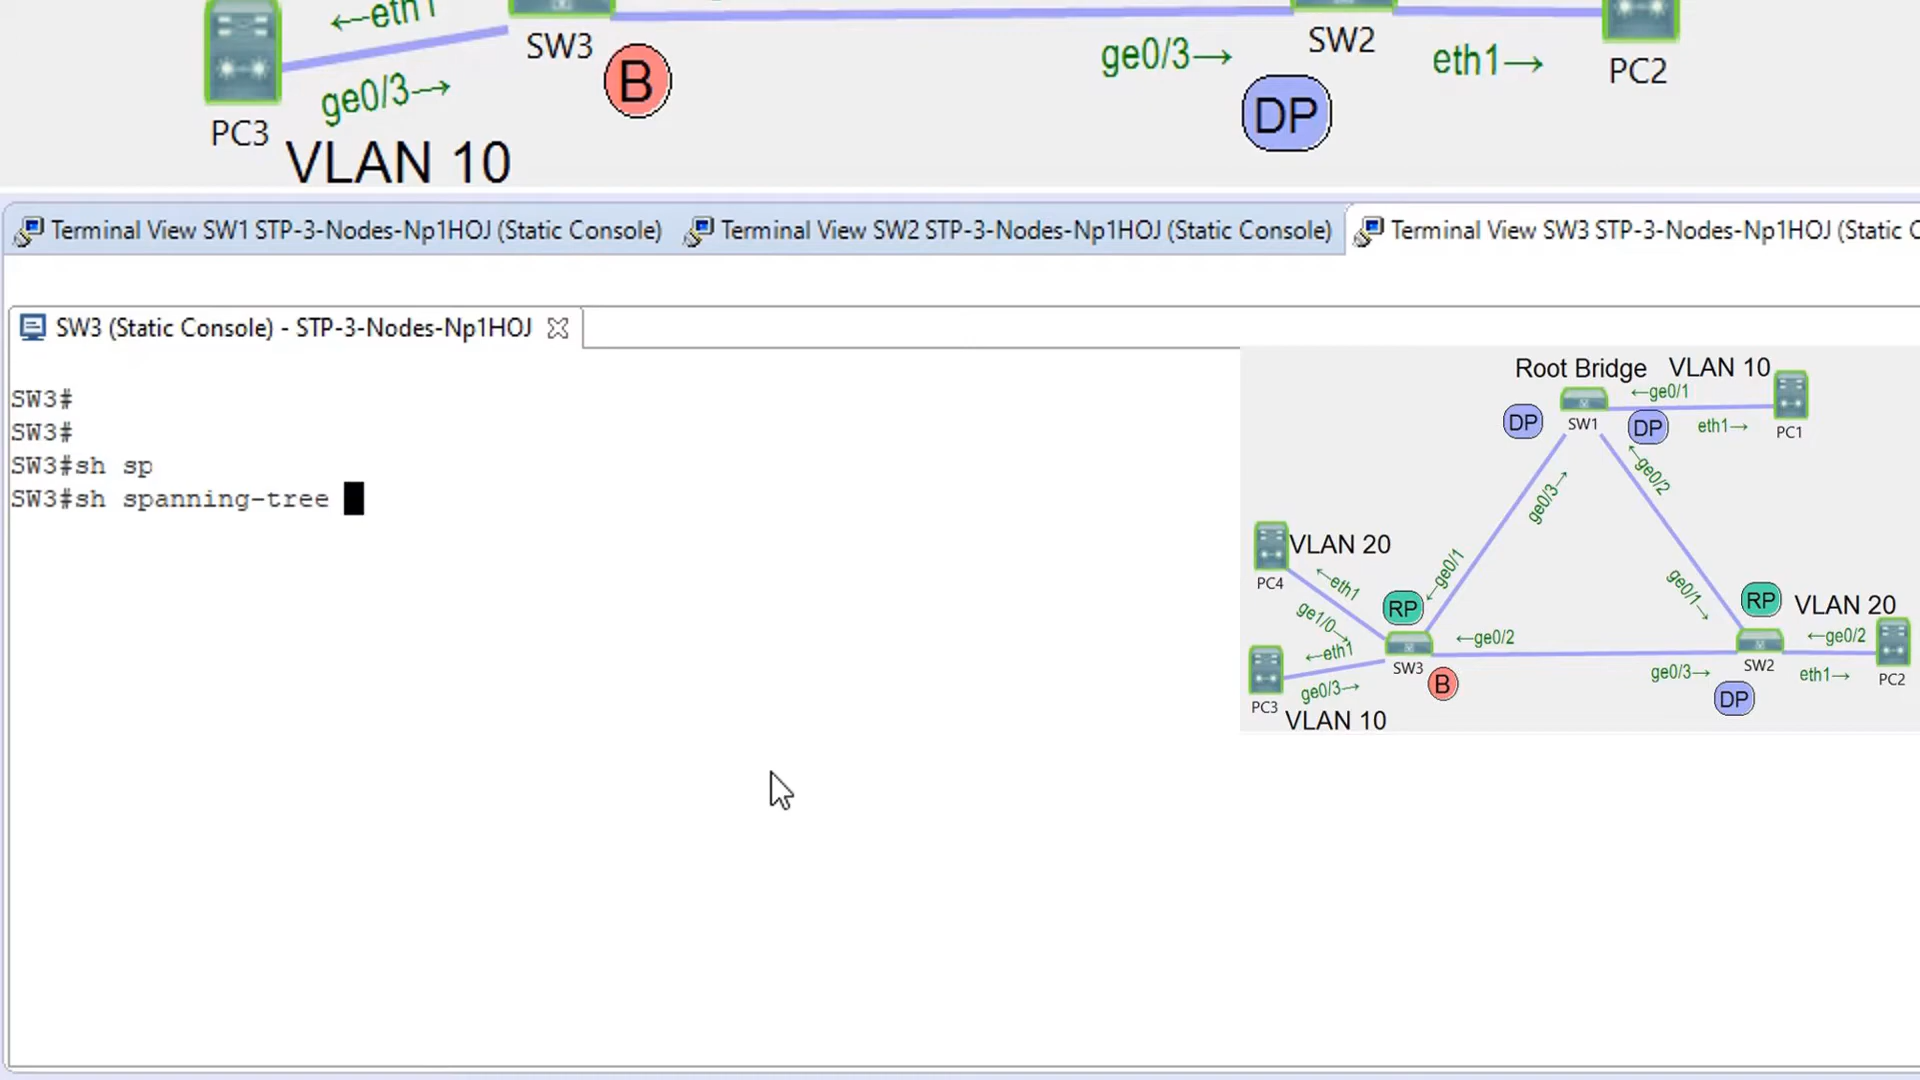 ←eth1
ge0/3→
PC3
VLAN 10
SW3
B
ge0/3→
DP
SW2
eth1→
PC2
Terminal View SW1 STP-3-Nodes-Np1HOJ (Static Console)
Terminal View SW2 STP-3-Nodes-Np1HOJ (Static Console)
Terminal View SW3 STP-3-Nodes-Np1HOJ (Static C
SW3 (Static Console) - STP-3-Nodes-Np1HOJ
SW3#
SW3#
SW3#sh sp
SW3#sh spanning-tree
Root Bridge VLAN 10
←ge0/1
DP
SW1
DP
eth1→
PC1
←ge0/2
ge0/3→
VLAN 20
PC4
←eth1
ge1/0→
←ge0/1
RP
ge0/1→
RP
VLAN 20
←ge0/2
←ge0/2
←eth1
SW3
B
ge0/3→
SW2
eth1→
PC2
DP
ge0/3→
PC3
VLAN 10